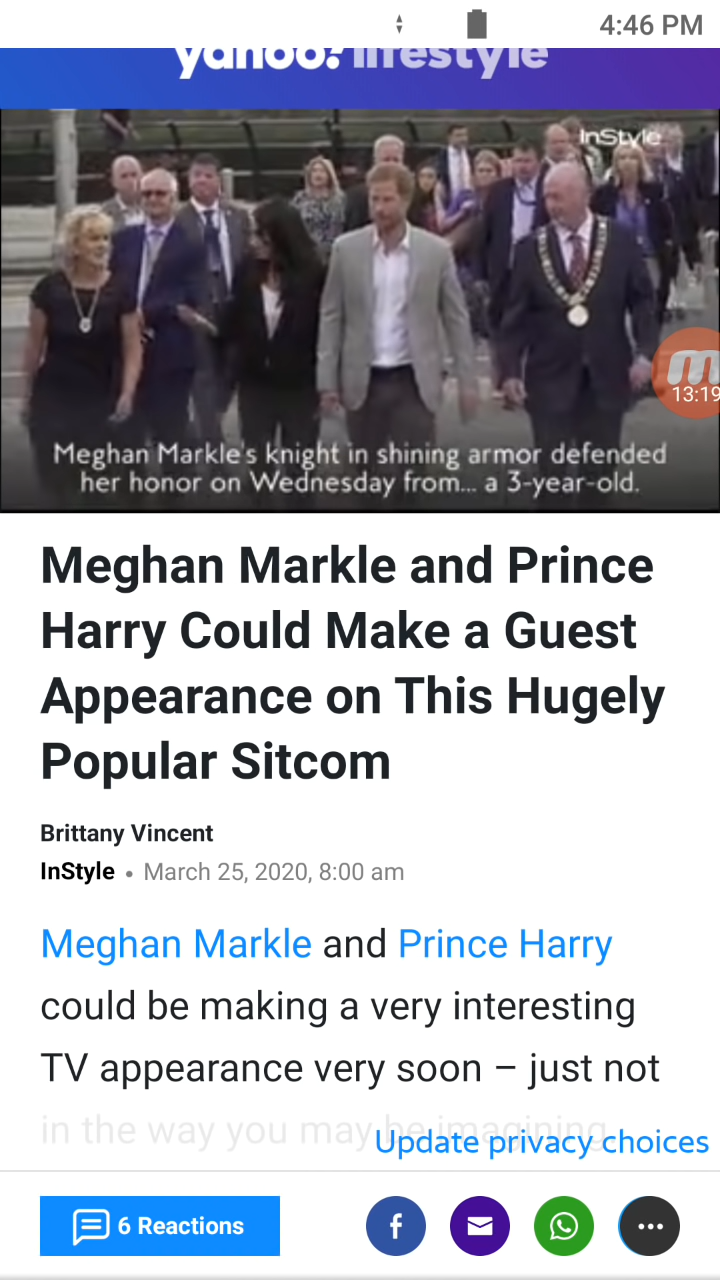 4:46 PM
yahoo! lifestyle
InStyle
13:19
Meghan Markle's knight in shining armor defended
her honor on Wednesday from... a 3-year-old.
Meghan Markle and Prince
Harry Could Make a Guest
Appearance on This Hugely
Popular Sitcom
Brittany Vincent
InStyle • March 25, 2020, 8:00 am
Meghan Markle and Prince Harry
could be making a very interesting
TV appearance very soon – just not
in the way you may be imagining.
Update privacy choices
6 Reactions